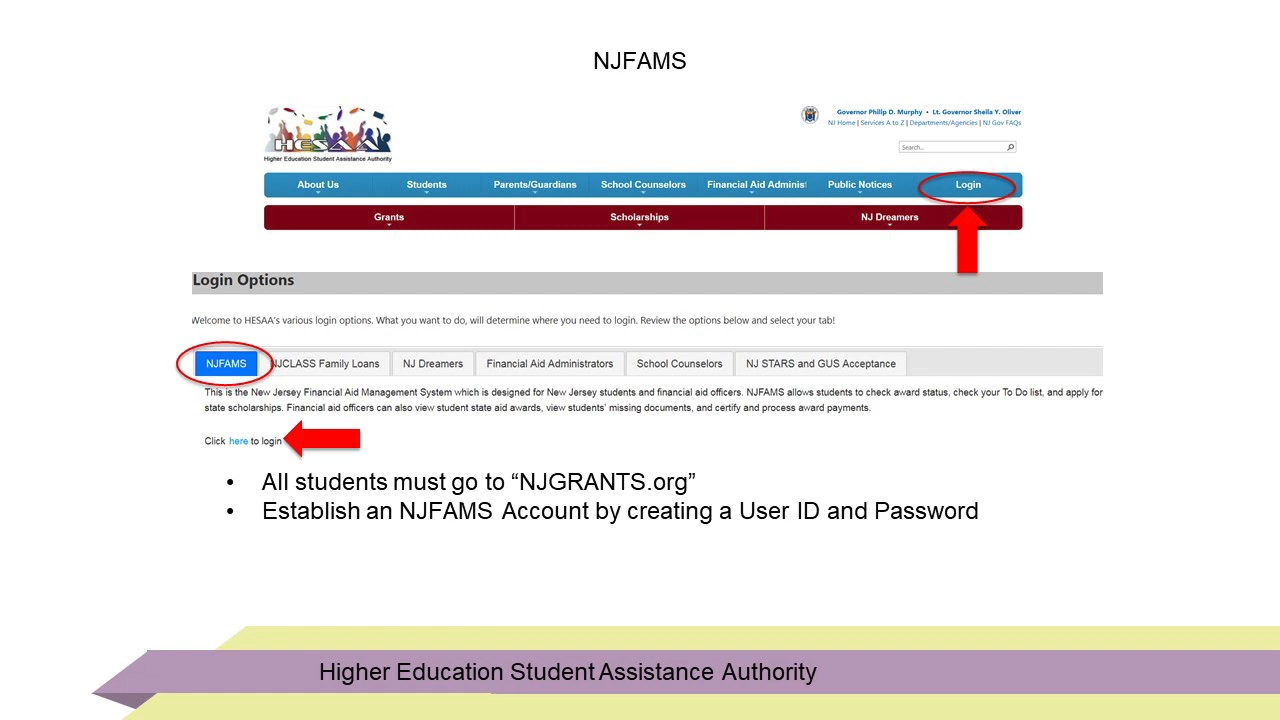 NJFAMS
HESAA
Higher Education Student Assistance Authority
Governor Philip D. Murphy • Lt. Governor Sheila Y. Oliver
NJ Home | Services A to Z | Departments/Agencies | NJ Gov FAQs
Search...
About Us Students Parents/Guardians School Counselors Financial Aid Adminis Public Notices Login
Grants Scholarships NJ Dreamers
Login Options
Welcome to HESAA's various login options. What you want to do, will determine where you need to login. Review the options below and select your tab!
NJFAMS NJCLASS Family Loans NJ Dreamers Financial Aid Administrators School Counselors NJ STARS and GUS Acceptance
This is the New Jersey Financial Aid Management System which is designed for New Jersey students and financial aid officers. NJFAMS allows students to check award status, check your To Do list, and apply for
state scholarships. Financial aid officers can also view student state aid awards, view students' missing documents, and certify and process award payments.
Click here to login
• All students must go to “NJGRANTS.org”
• Establish an NJFAMS Account by creating a User ID and Password
Higher Education Student Assistance Authority